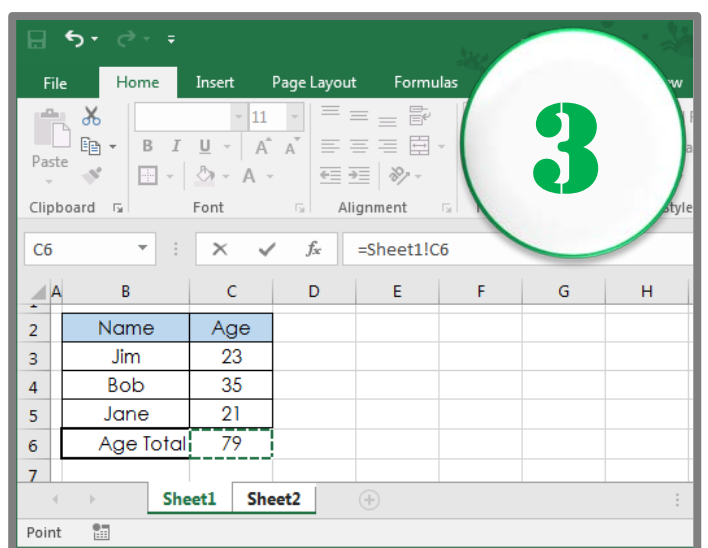 File Home Insert Page Layout Formulas
3
11
B I U A A
Paste A
Clipboard Font Alignment
C6 fx =Sheet1!C6
A B C D E F G H
2 Name Age
3 Jim 23
4 Bob 35
5 Jane 21
6 Age Total 79
7
Sheet1 Sheet2
Point